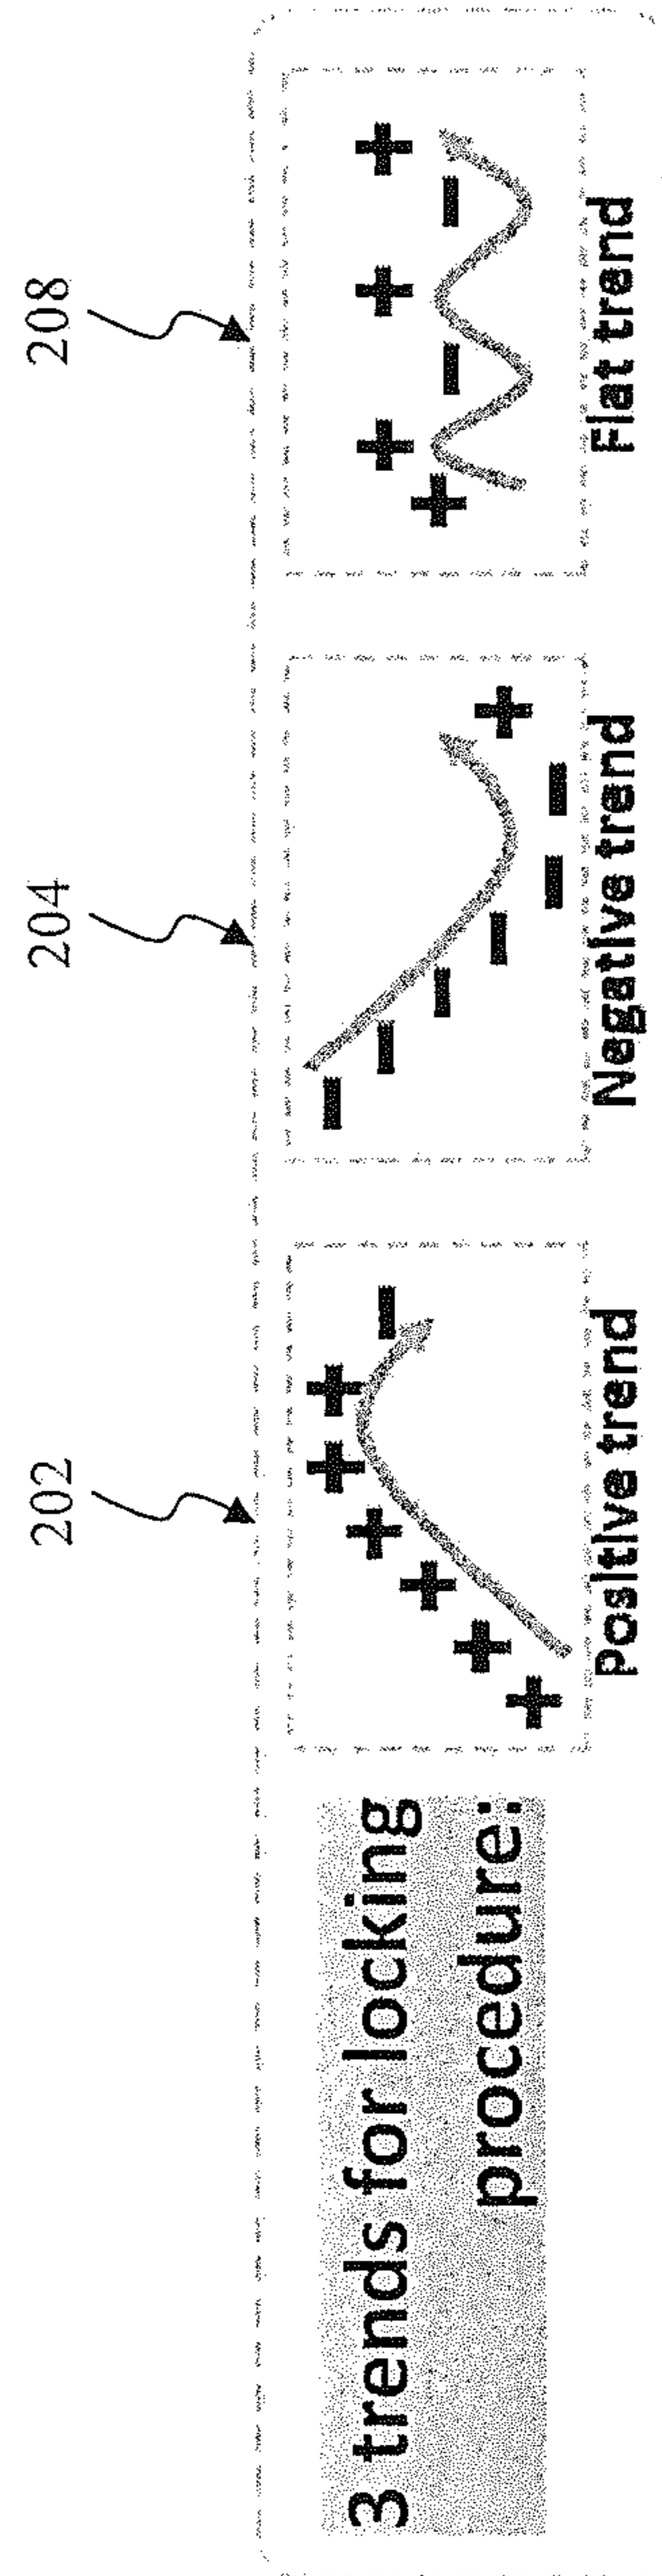 202
204
208
3 trends for locking
procedure:
Positive trend
Negative trend
Flat trend